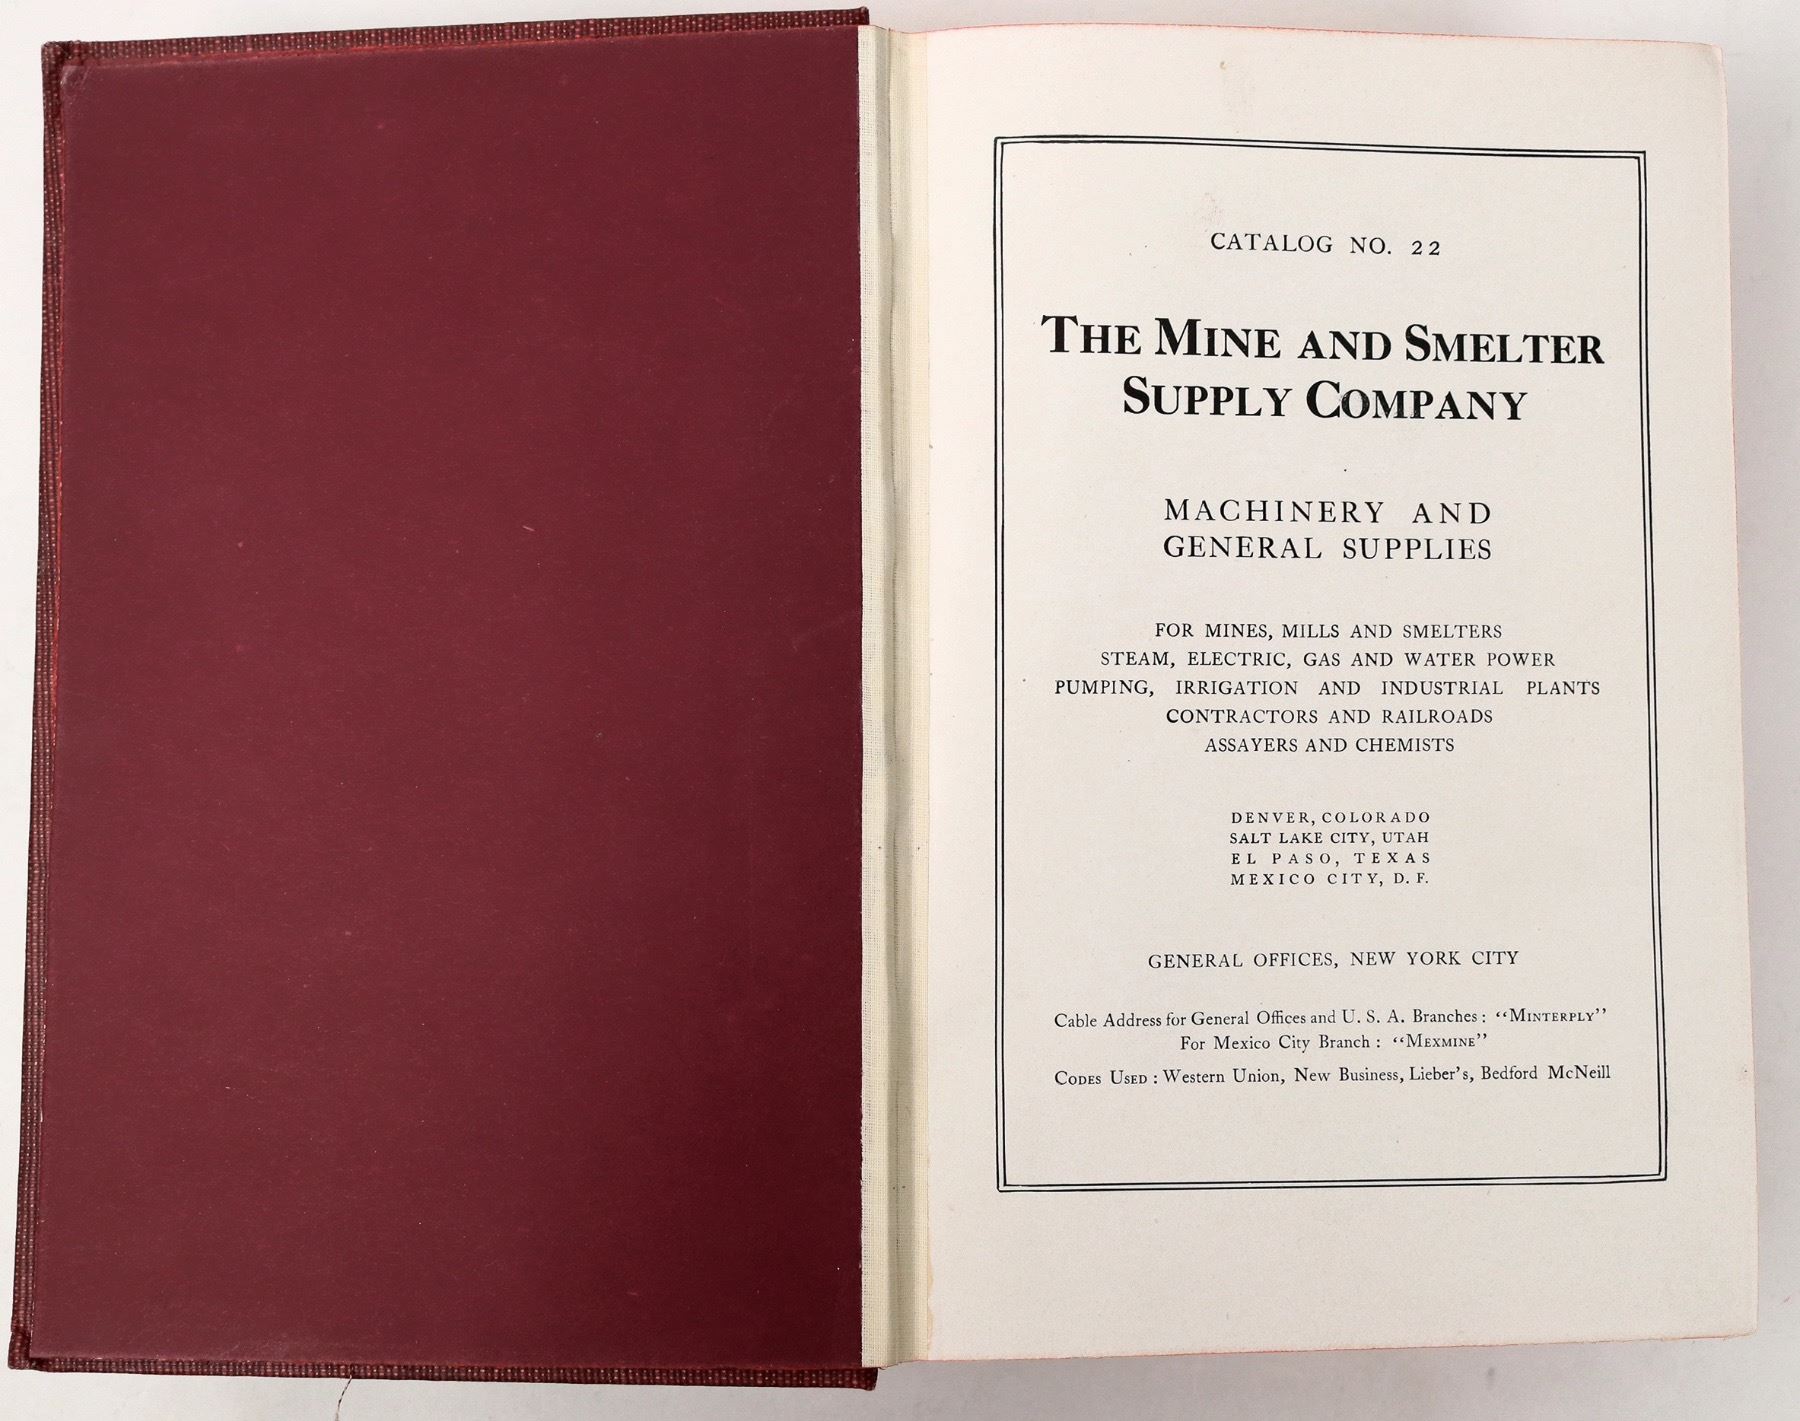 CATALOG NO. 22
THE MINE AND SMELTER
SUPPLY COMPANY
MACHINERY AND
GENERAL SUPPLIES
FOR MINES, MILLS AND SMELTERS
STEAM, ELECTRIC, GAS AND WATER POWER
PUMPING, IRRIGATION AND INDUSTRIAL PLANTS
CONTRACTORS AND RAILROADS
ASSAYERS AND CHEMISTS
DENVER, COLORADO
SALT LAKE CITY, UTAH
EL PASO, TEXAS
MEXICO CITY, D. F.
GENERAL OFFICES, NEW YORK CITY
Cable Address for General Offices and U. S. A. Branches: “MINTERPLY”
For Mexico City Branch: “MEXMINE”
CODES USED: Western Union, New Business, Lieber's, Bedford McNeill